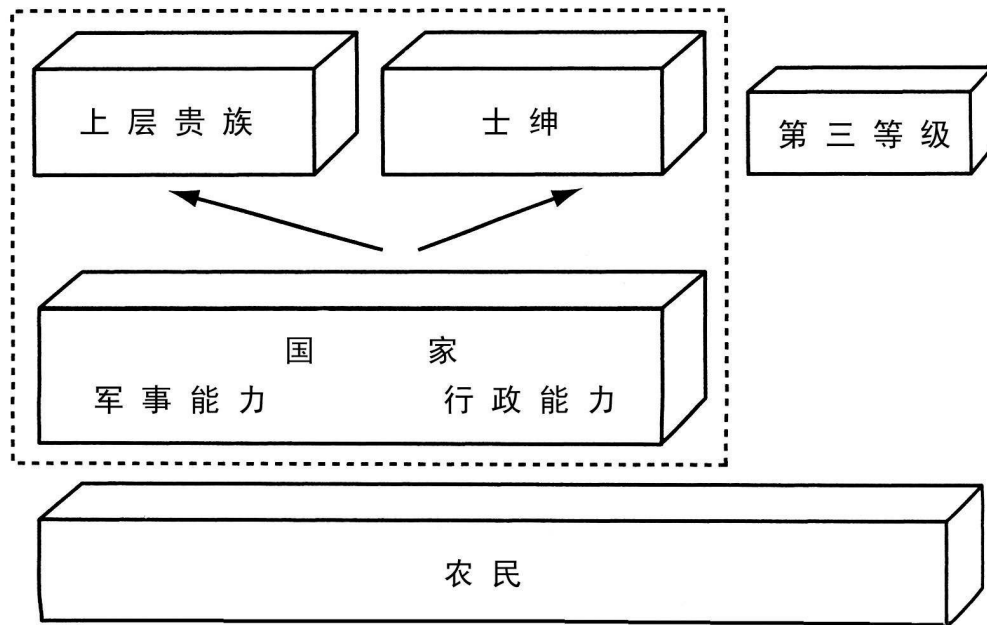 上层贵族
士绅
第三等级
国家
军事能力
行政能力
农民